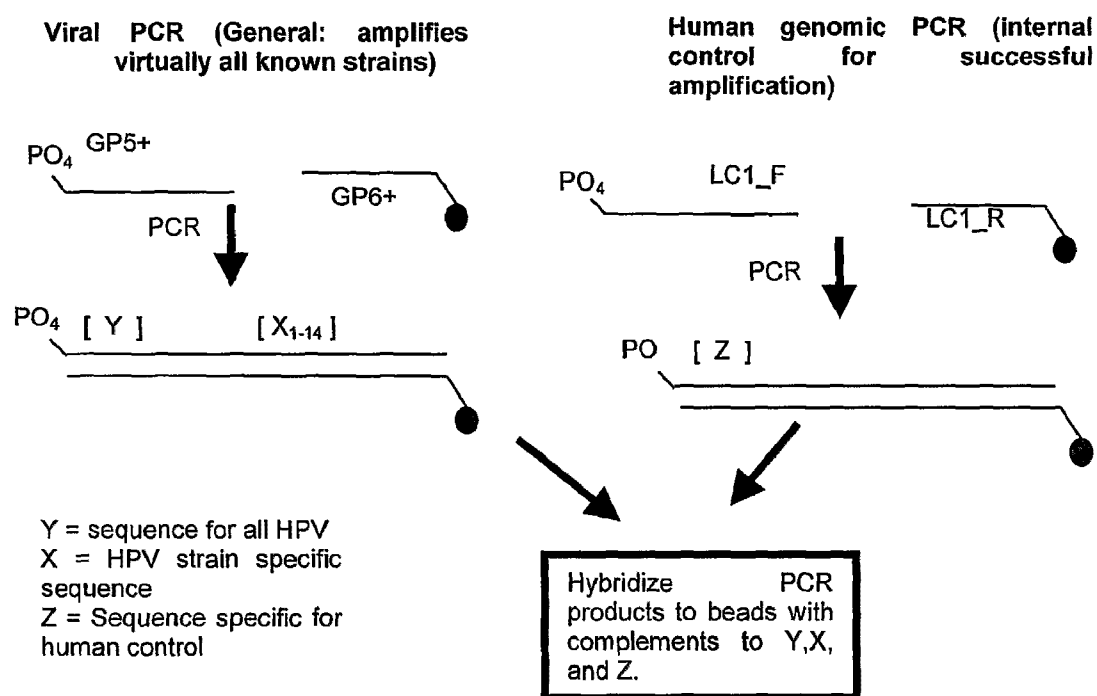 Viral PCR (General: amplifies
virtually all known strains)
Human genomic PCR (internal
control for successful
amplification)
PO4 GP5+
GP6+
PCR
PO4 [ Y ] [ X1-14 ]
PO4 LC1_F
LC1_R
PCR
PO [ Z ]
Y = sequence for all HPV
X = HPV strain specific
sequence
Z = Sequence specific for
human control
Hybridize PCR
products to beads with
complements to Y,X,
and Z.